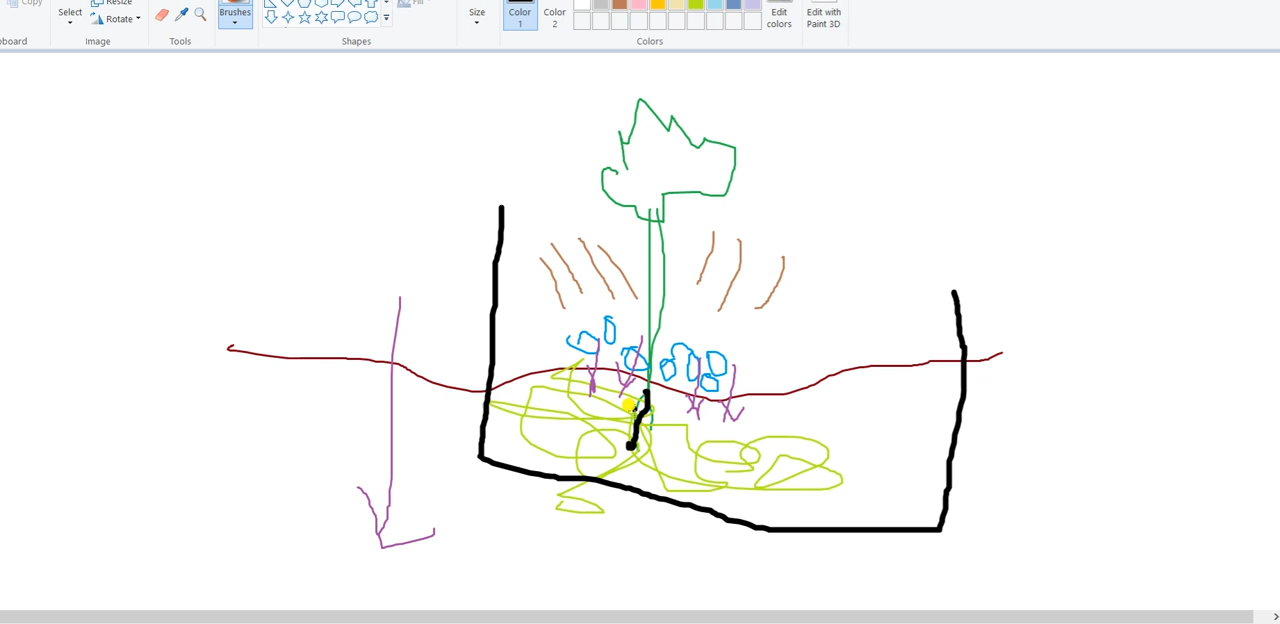 Copy
Resize
Rotate
Select
Brushes
Fill
Size
Color 1
Color 2
Edit colors
Edit with Paint 3D
board
Image
Tools
Shapes
Colors